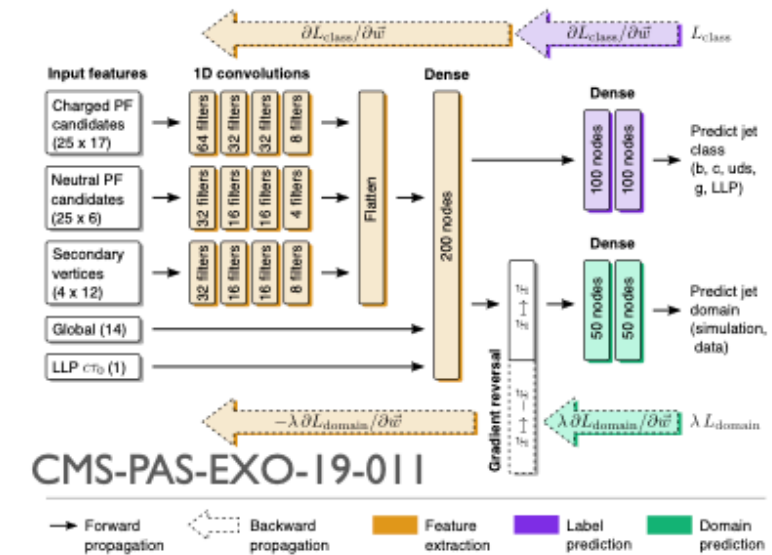 ∂L_class/∂w⃗
∂L_class/∂w⃗
L_class
Input features
1D convolutions
Dense
Charged PF
candidates
(25 x 17)
64 filters
32 filters
32 filters
8 filters
Neutral PF
candidates
(25 x 6)
32 filters
16 filters
16 filters
4 filters
Secondary
vertices
(4 x 12)
32 filters
16 filters
16 filters
8 filters
Flatten
200 nodes
Global (14)
LLP cτ₀ (1)
Dense
100 nodes
100 nodes
Predict jet
class
(b, c, uds,
g, LLP)
Dense
50 nodes
50 nodes
Predict jet
domain
(simulation,
data)
Gradient reversal
−λ ∂L_domain/∂w⃗
λ ∂L_domain/∂w⃗
λ L_domain
CMS-PAS-EXO-19-011
Forward
propagation
Backward
propagation
Feature
extraction
Label
prediction
Domain
prediction